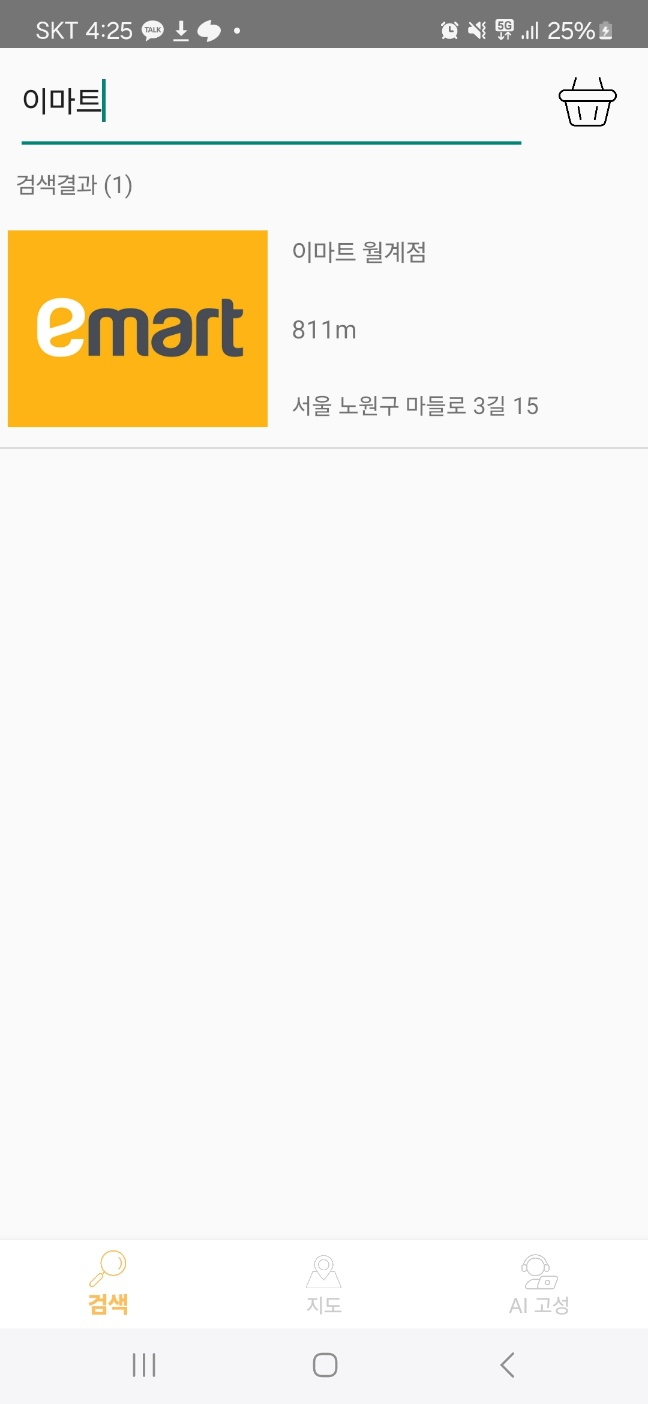 SKT 4:25 TALK 5G 25%
이마트
검색결과 (1)
emart
이마트 월계점
811m
서울 노원구 마들로 3길 15
검색
지도
AI 고성